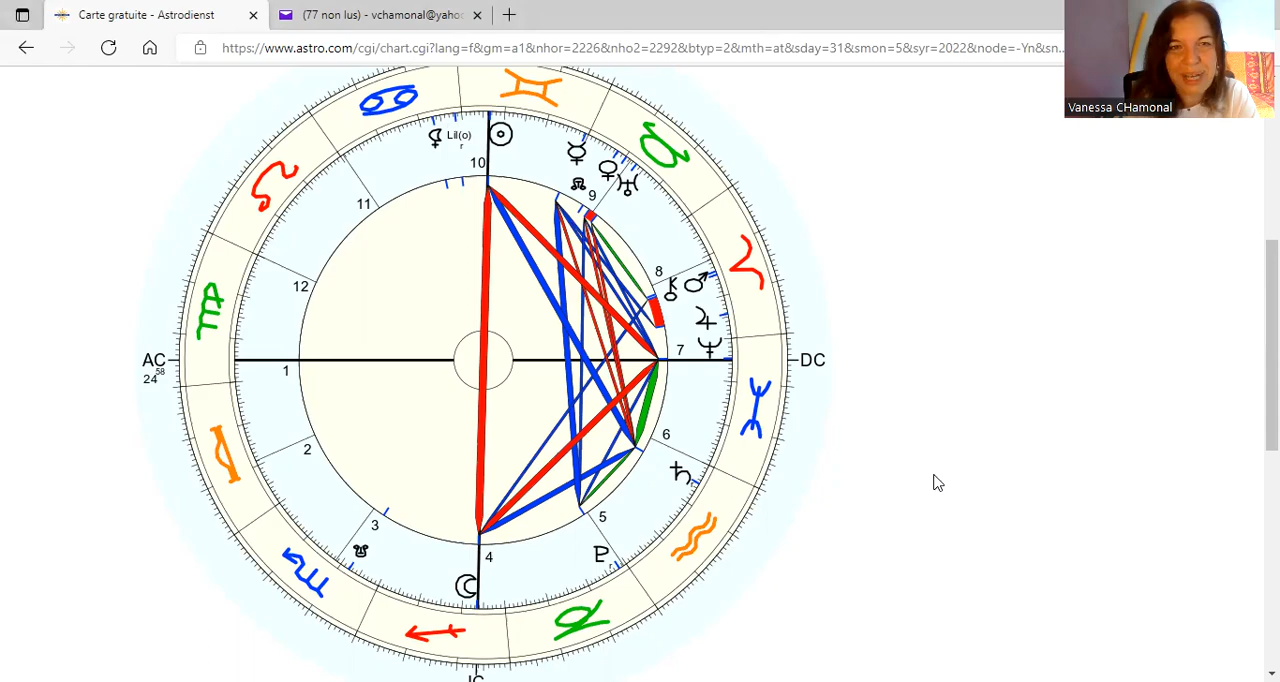 Carte gratuite - Astrodienst
(77 non lus) - vchamonal@yahoo
https://www.astro.com/cgi/chart.cgi?lang=f&gm=a1&nhor=2226&nho2=2292&btyp=2&mth=at&sday=31&smon=5&syr=2022&node=-Yn&sn...
Vanessa CHamonal
Lil(o)
r
10
9
11
8
12
AC
24 58
1
7
DC
2
6
r
3
5
4
r
IC